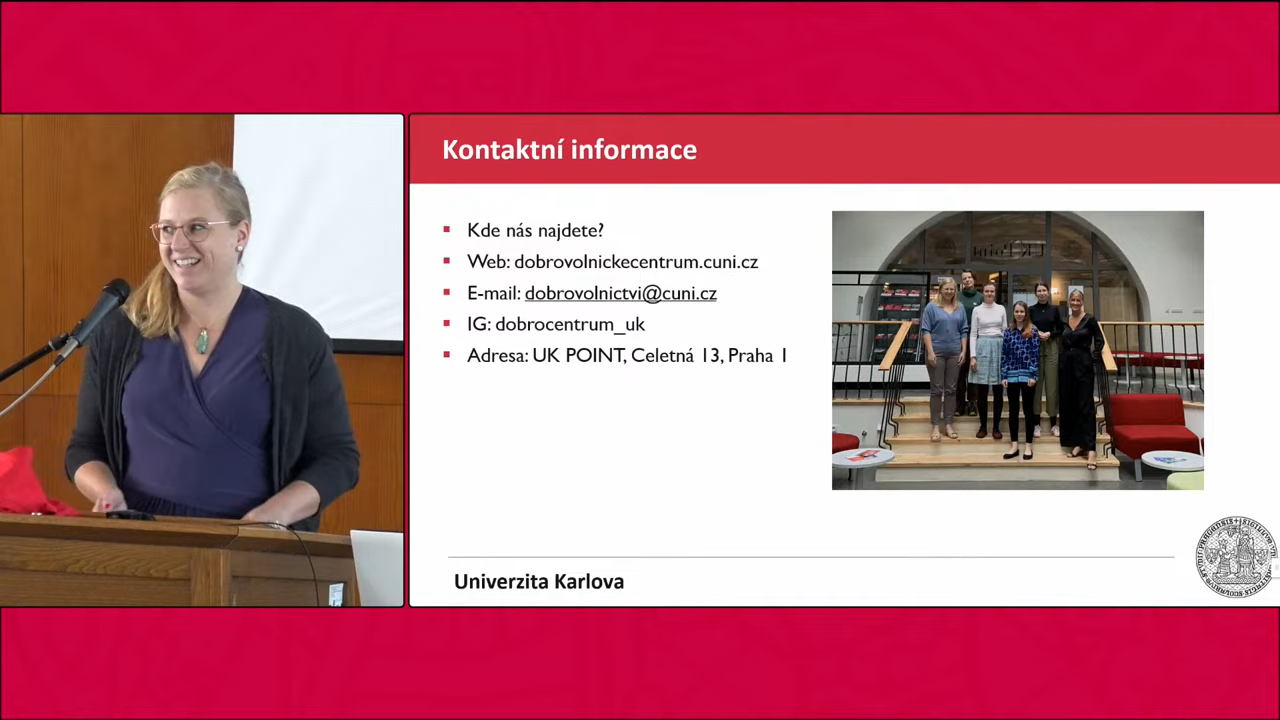 Kontaktní informace
Kde nás najdete?
Web: dobrovolnickecentrum.cuni.cz
E-mail: dobrovolnictvi@cuni.cz
IG: dobrocentrum_uk
Adresa: UK POINT, Celetná 13, Praha 1
Univerzita Karlova